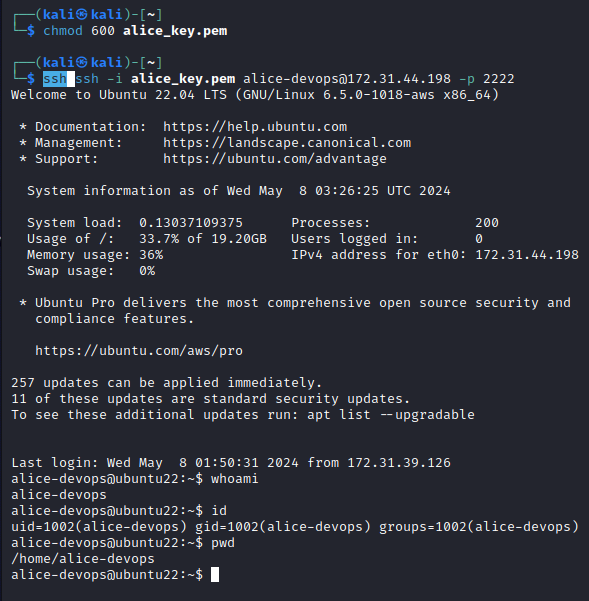 ┌──(kali㉿kali)-[~]
└─$ chmod 600 alice_key.pem
┌──(kali㉿kali)-[~]
└─$ ssh ssh -i alice_key.pem alice-devops@172.31.44.198 -p 2222
Welcome to Ubuntu 22.04 LTS (GNU/Linux 6.5.0-1018-aws x86_64)
* Documentation:  https://help.ubuntu.com
* Management:     https://landscape.canonical.com
* Support:        https://ubuntu.com/advantage
System information as of Wed May  8 03:26:25 UTC 2024
System load:  0.13037109375      Processes:             200
Usage of /:   33.7% of 19.20GB   Users logged in:       0
Memory usage: 36%                IPv4 address for eth0: 172.31.44.198
Swap usage:   0%
* Ubuntu Pro delivers the most comprehensive open source security and
compliance features.
https://ubuntu.com/aws/pro
257 updates can be applied immediately.
11 of these updates are standard security updates.
To see these additional updates run: apt list --upgradable
Last login: Wed May  8 01:50:31 2024 from 172.31.39.126
alice-devops@ubuntu22:~$ whoami
alice-devops
alice-devops@ubuntu22:~$ id
uid=1002(alice-devops) gid=1002(alice-devops) groups=1002(alice-devops)
alice-devops@ubuntu22:~$ pwd
/home/alice-devops
alice-devops@ubuntu22:~$